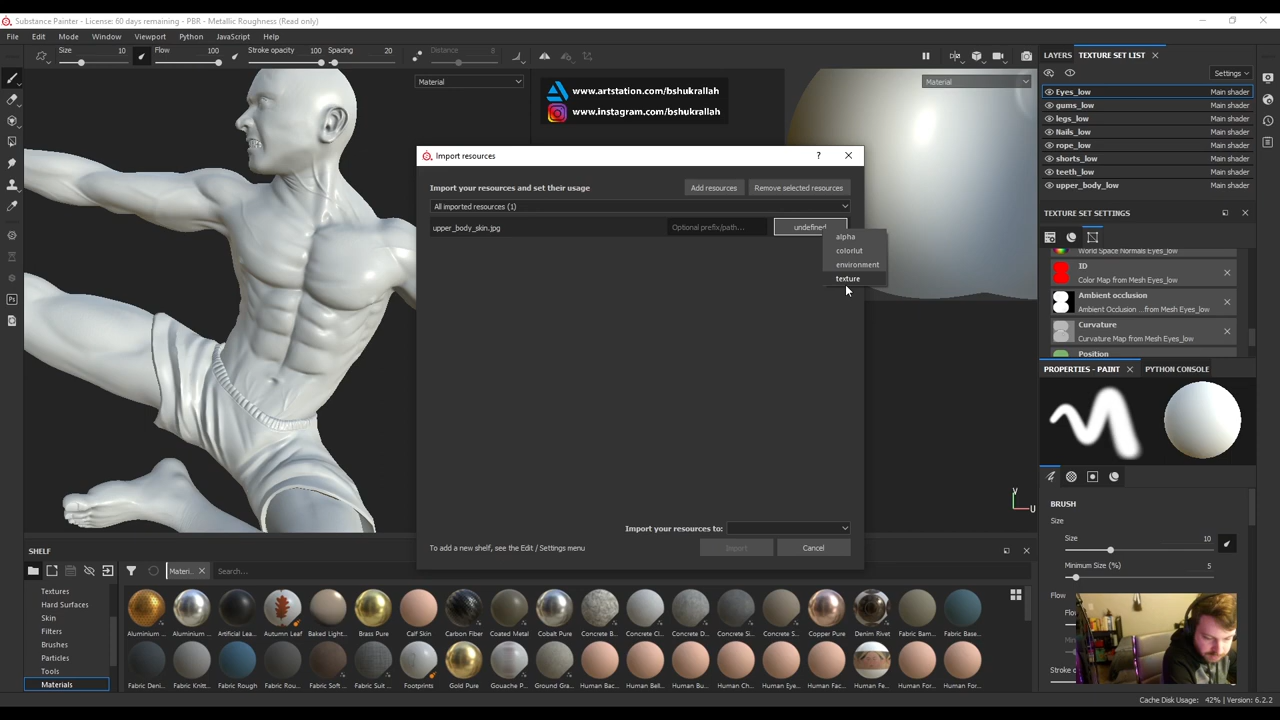 Substance Painter - License: 60 days remaining - PBR - Metallic Roughness (Read only)
File Edit Mode Window Viewport Python JavaScript Help
Size 10 Flow 100 Stroke opacity 100 Spacing 20 Distance 8
Material
Material
www.artstation.com/bshukrallah
www.instagram.com/bshukrallah
LAYERS TEXTURE SET LIST
Settings
Eyes_low Main shader
gums_low Main shader
legs_low Main shader
Nails_low Main shader
rope_low Main shader
shorts_low Main shader
teeth_low Main shader
upper_body_low Main shader
TEXTURE SET SETTINGS
World Space Normals Eyes_low
ID
Color Map from Mesh Eyes_low
Ambient occlusion
Ambient Occlusion ...from Mesh Eyes_low
Curvature
Curvature Map from Mesh Eyes_low
Position
PROPERTIES - PAINT PYTHON CONSOLE
BRUSH
Size
Size 10
Minimum Size (%) 5
Flow
Stroke o
Import resources ?
Import your resources and set their usage Add resources Remove selected resources
All imported resources (1)
upper_body_skin.jpg Optional prefix/path... undefined
alpha
colorlut
environment
texture
Import your resources to:
To add a new shelf, see the Edit / Settings menu Import Cancel
V
U
SHELF
Materi... Search...
Textures
Hard Surfaces
Skin
Filters
Brushes
Particles
Tools
Materials
Aluminium ... Aluminium ... Artificial Lea... Autumn Leaf Baked Light... Brass Pure Calf Skin Carbon Fiber Coated Metal Cobalt Pure Concrete B... Concrete Cl... Concrete D... Concrete Si... Concrete S... Copper Pure Denim Rivet Fabric Bam... Fabric Base...
Fabric Deni... Fabric Knitt... Fabric Rough Fabric Rou... Fabric Soft ... Fabric Suit ... Footprints Gold Pure Gouache P... Ground Gra... Human Bac... Human Bell... Human Bu... Human Ch... Human Eye... Human Fac... Human Fe... Human For... Human For...
Cache Disk Usage: 42% | Version: 6.2.2